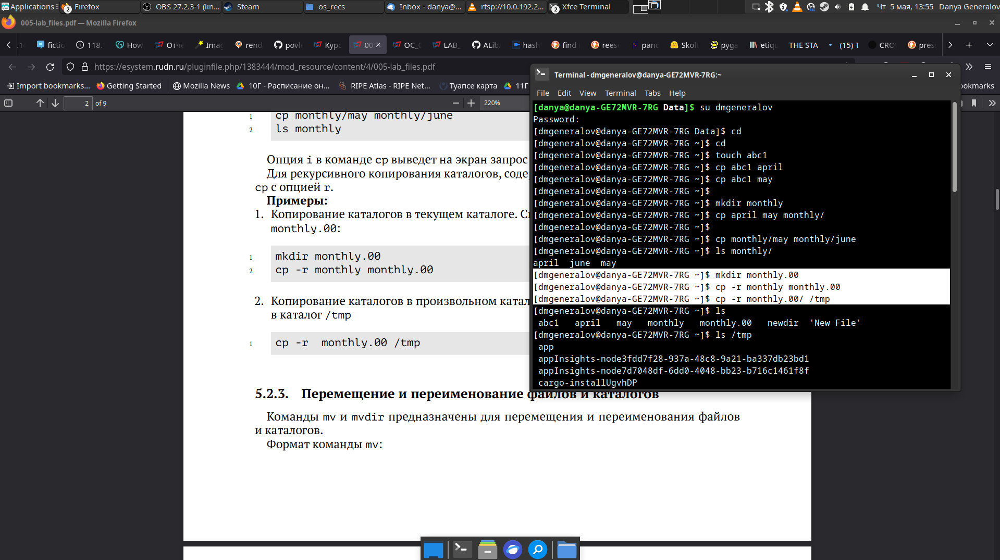 Applications
Firefox
2
OBS 27.2.3-1 (lin...
Steam
os_recs
Inbox - danya@...
rtsp://10.0.192.2...
2
Xfce Terminal
Чт 5 мая, 13:55
Danya Generalov
005-lab_files.pdf — Mozilla Firefox
fictio
118.
How
Отчё
Imag
rend
povle
Курс
00
OC_0
LAB_
ALib
hash
find
reese
pand
Skolt
pyga
etiqu
THE STA
(15) T
CRO
pres
https://esystem.rudn.ru/pluginfile.php/1383444/mod_resource/content/4/005-lab_files.pdf
Import bookmarks...
Getting Started
Mozilla News
10Г - Расписание он...
RIPE Atlas - RIPE Net...
Туапсе карта
11Г
ookmarks
2 of 9
220%
1 cp monthly/may monthly/june
2 ls monthly
Опция i в команде cp выведет на экран запрос
Для рекурсивного копирования каталогов, соде
cp с опцией r.
Примеры:
1. Копирование каталогов в текущем каталоге. С
monthly.00:
1 mkdir monthly.00
2 cp -r monthly monthly.00
2. Копирование каталогов в произвольном катал
в каталог /tmp
1 cp -r  monthly.00 /tmp
5.2.3. Перемещение и переименование файлов и каталогов
Команды mv и mvdir предназначены для перемещения и переименования файлов
и каталогов.
Формат команды mv:
Terminal - dmgeneralov@danya-GE72MVR-7RG:~
File Edit View Terminal Tabs Help
[danya@danya-GE72MVR-7RG Data]$ su dmgeneralov
Password:
[dmgeneralov@danya-GE72MVR-7RG Data]$ cd
[dmgeneralov@danya-GE72MVR-7RG ~]$ cd
[dmgeneralov@danya-GE72MVR-7RG ~]$ touch abc1
[dmgeneralov@danya-GE72MVR-7RG ~]$ cp abc1 april
[dmgeneralov@danya-GE72MVR-7RG ~]$ cp abc1 may
[dmgeneralov@danya-GE72MVR-7RG ~]$
[dmgeneralov@danya-GE72MVR-7RG ~]$ mkdir monthly
[dmgeneralov@danya-GE72MVR-7RG ~]$ cp april may monthly/
[dmgeneralov@danya-GE72MVR-7RG ~]$
[dmgeneralov@danya-GE72MVR-7RG ~]$ cp monthly/may monthly/june
[dmgeneralov@danya-GE72MVR-7RG ~]$ ls monthly/
april  june  may
[dmgeneralov@danya-GE72MVR-7RG ~]$ mkdir monthly.00
[dmgeneralov@danya-GE72MVR-7RG ~]$ cp -r monthly monthly.00
[dmgeneralov@danya-GE72MVR-7RG ~]$ cp -r monthly.00/ /tmp
[dmgeneralov@danya-GE72MVR-7RG ~]$ ls
abc1   april   may   monthly   monthly.00   newdir  'New File'
[dmgeneralov@danya-GE72MVR-7RG ~]$ ls /tmp
app
appInsights-node3fdd7f28-937a-48c8-9a21-ba337db23bd1
appInsights-node7d7048df-6dd0-4048-bb23-b716c1461f8f
cargo-installUgvhDP